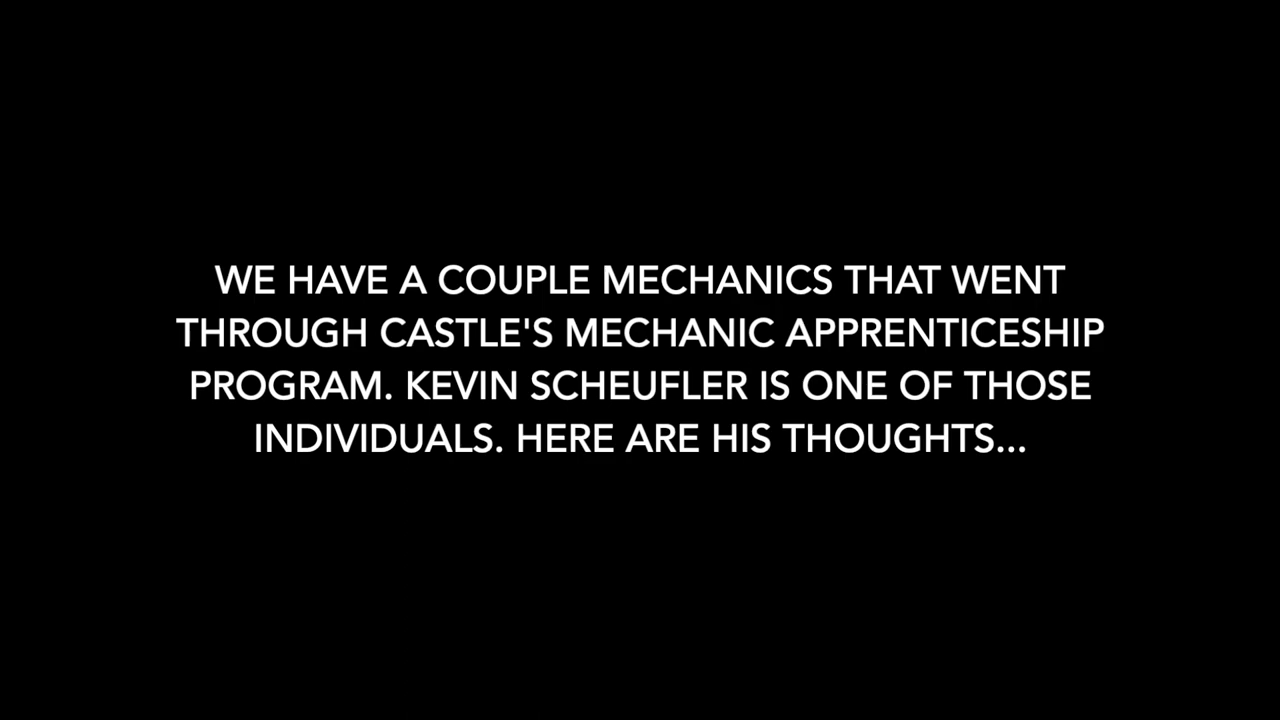 WE HAVE A COUPLE MECHANICS THAT WENT
THROUGH CASTLE'S MECHANIC APPRENTICESHIP
PROGRAM. KEVIN SCHEUFLER IS ONE OF THOSE
INDIVIDUALS. HERE ARE HIS THOUGHTS...